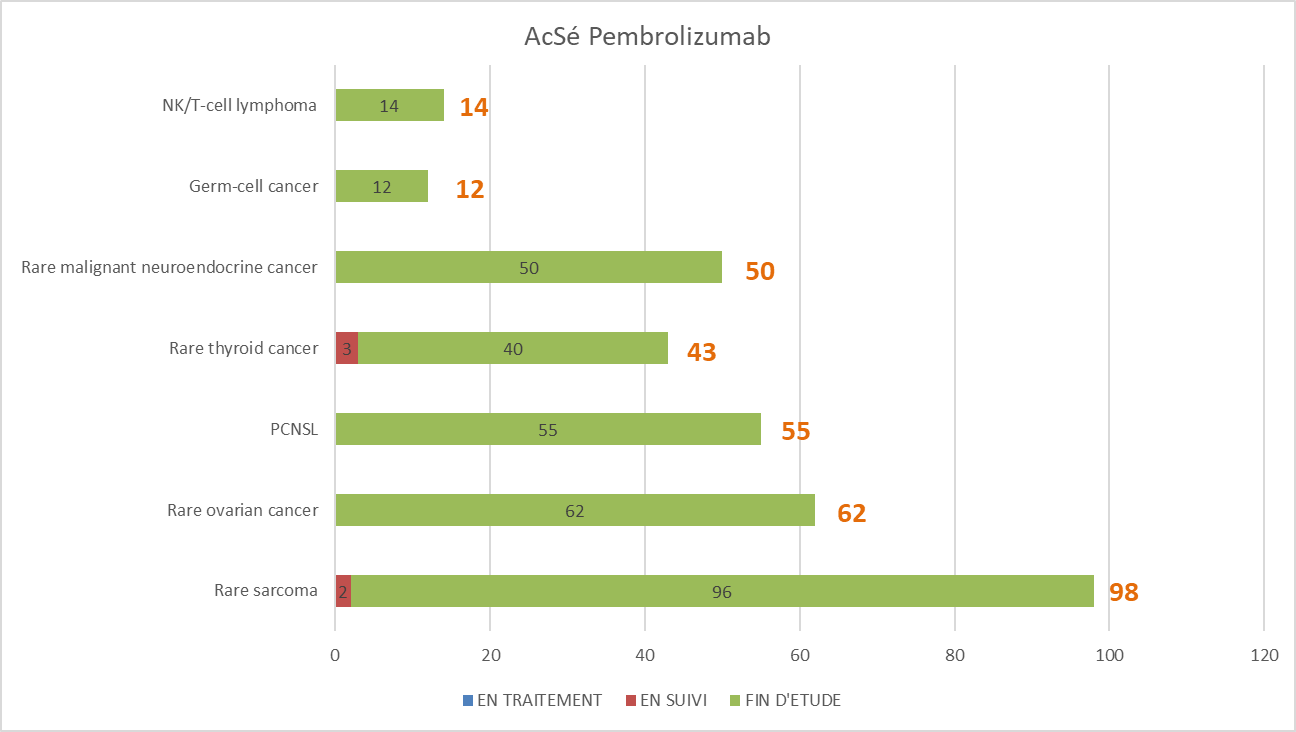 AcSé Pembrolizumab
NK/T-cell lymphoma 14 14
Germ-cell cancer 12 12
Rare malignant neuroendocrine cancer 50 50
Rare thyroid cancer 3 40 43
PCNSL 55 55
Rare ovarian cancer 62 62
Rare sarcoma 2 96 98
0 20 40 60 80 100 120
EN TRAITEMENT EN SUIVI FIN D'ETUDE